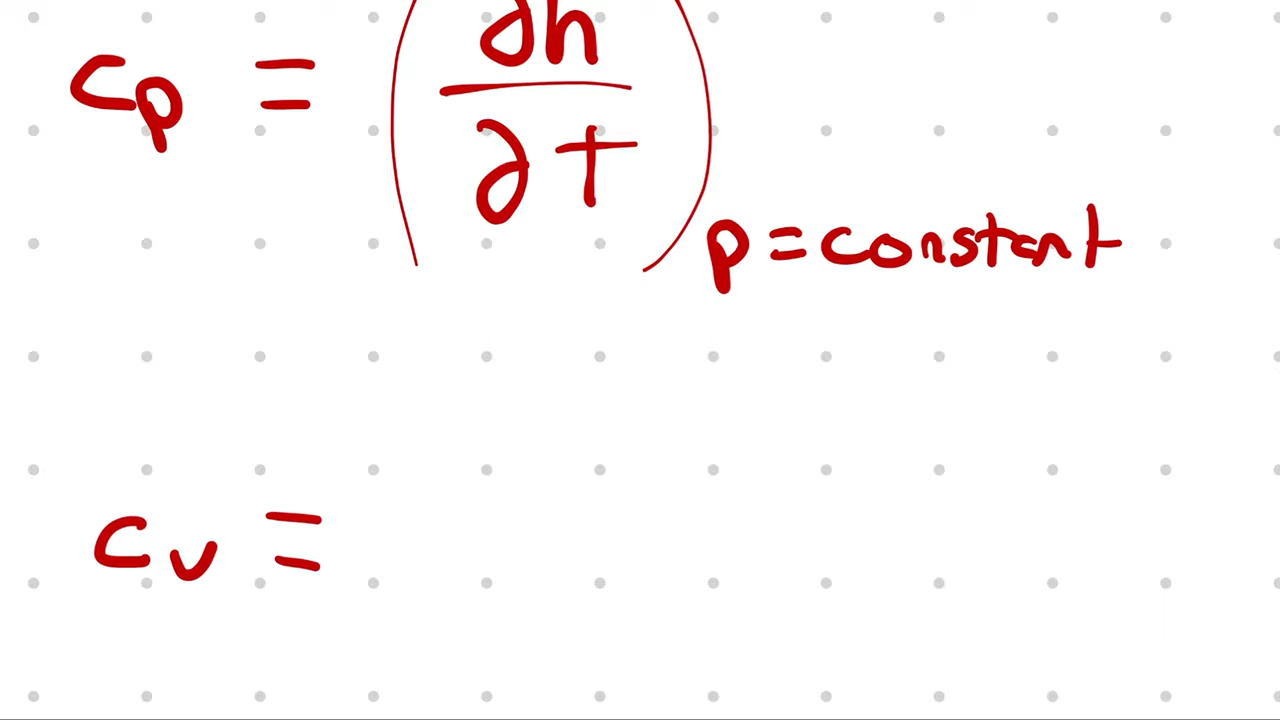 cp = (∂h/∂T)p = constant
cv =